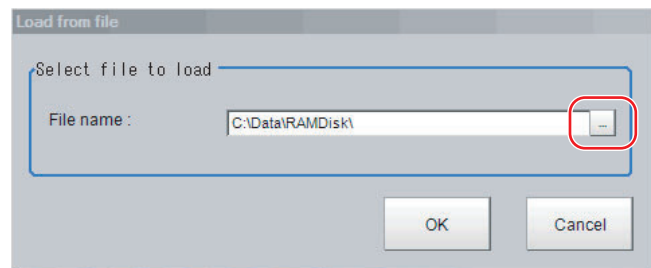 Load from file
Select file to load
File name :
C:\Data\RAMDisk\
...
OK
Cancel